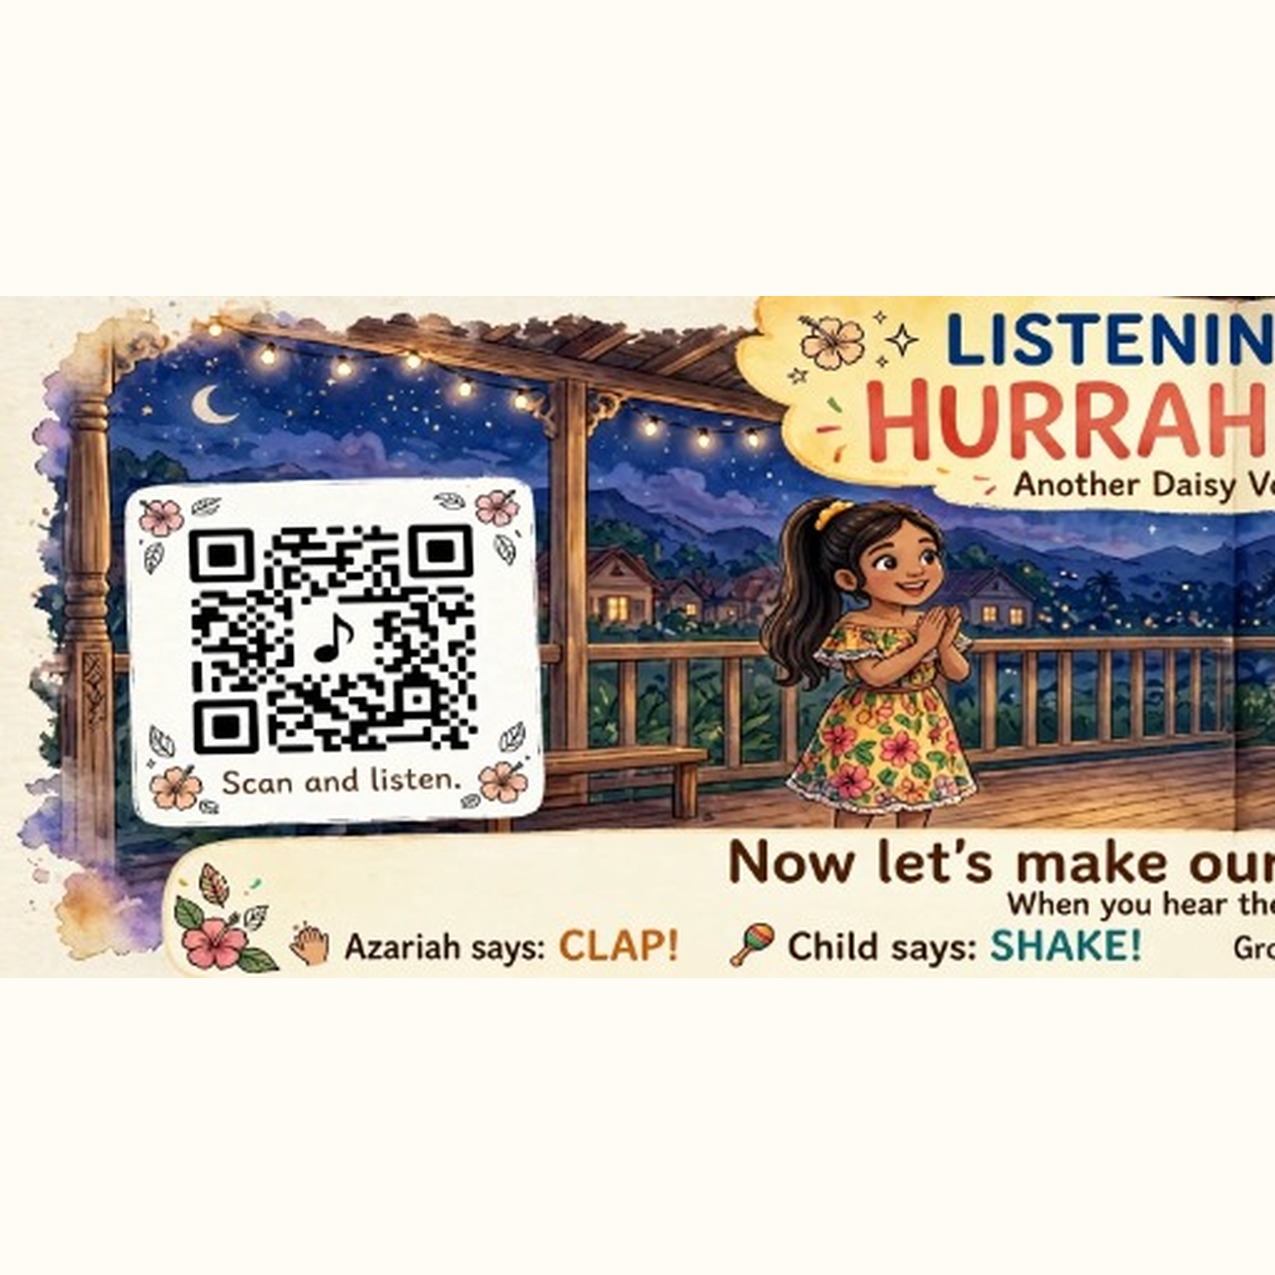 LISTENIN
HURRAH
Another Daisy Ve
Scan and listen.
Now let's make our
When you hear the
Azariah says: CLAP!
Child says: SHAKE!
Gro